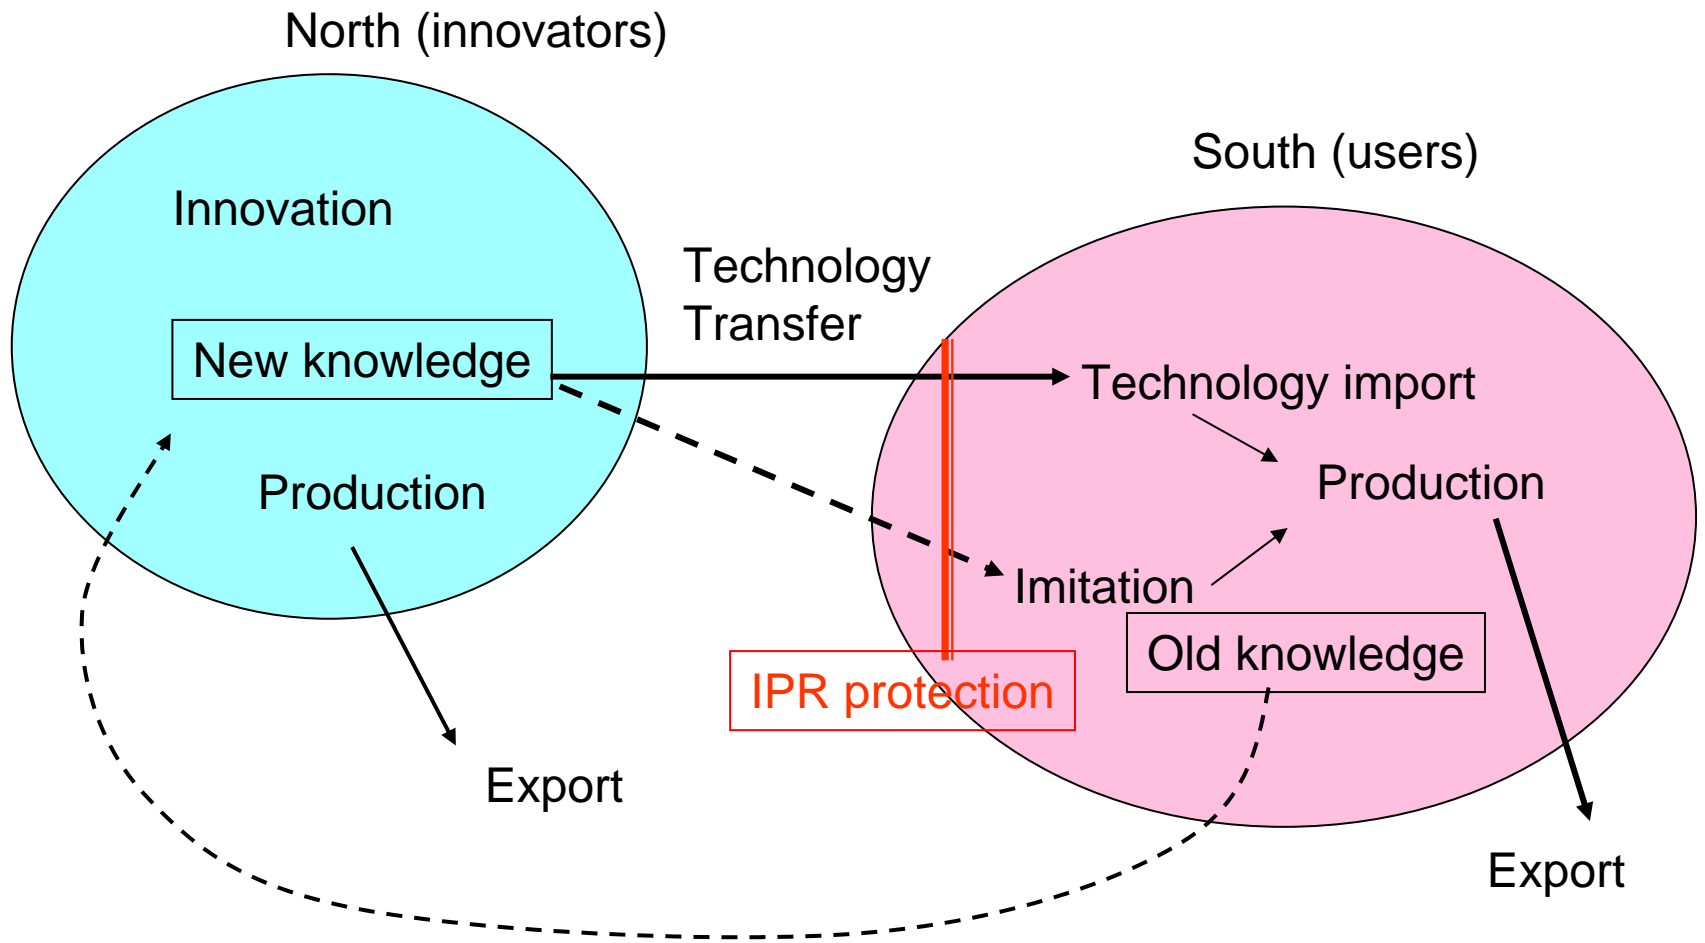 North (innovators)
South (users)
Innovation
Technology
Transfer
New knowledge
Technology import
Production
Production
Imitation
Old knowledge
IPR protection
Export
Export